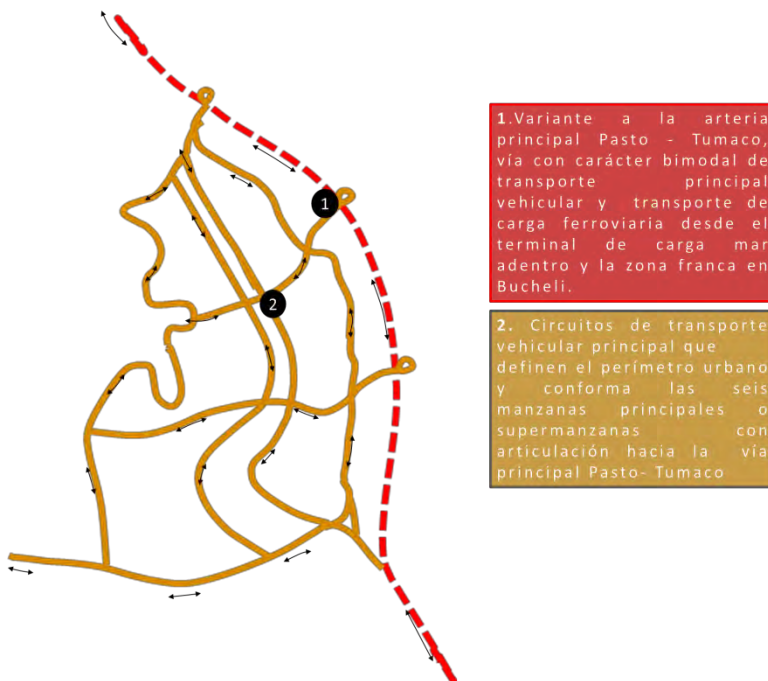 1
2
1.Variante a la arteria
principal Pasto - Tumaco,
vía con carácter bimodal de
transporte principal
vehicular y transporte de
carga ferroviaria desde el
terminal de carga mar
adentro y la zona franca en
Bucheli.
2. Circuitos de transporte
vehicular principal que
definen el perímetro urbano
y conforma las seis
manzanas principales o
supermanzanas con
articulación hacia la vía
principal Pasto- Tumaco